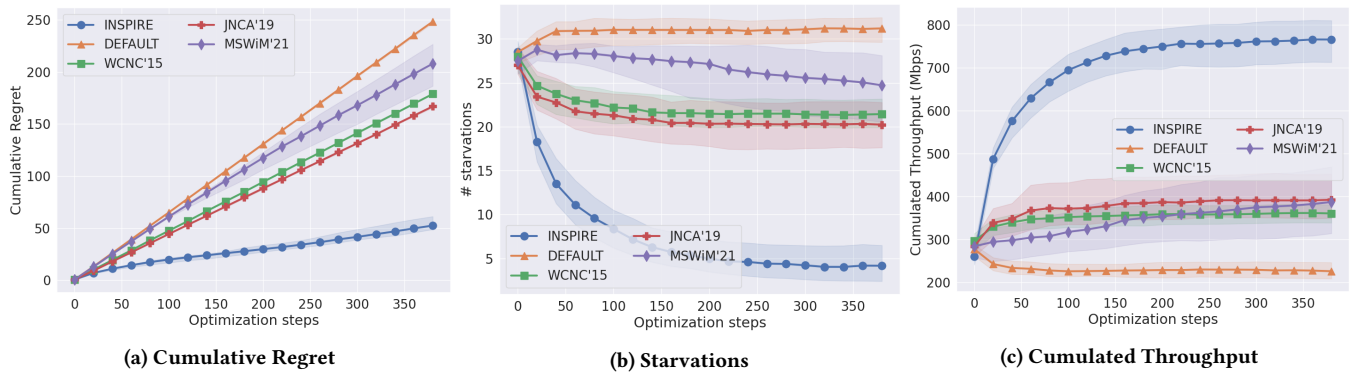 Cumulative Regret
250
200
150
100
50
0
INSPIRE
DEFAULT
WCNC'15
JNCA'19
MSWiM'21
0 50 100 150 200 250 300 350
Optimization steps
(a) Cumulative Regret
# starvations
30
25
20
15
10
5
INSPIRE
DEFAULT
WCNC'15
JNCA'19
MSWiM'21
0 50 100 150 200 250 300 350
Optimization steps
(b) Starvations
Cumulated Throughput (Mbps)
800
700
600
500
400
300
200
INSPIRE
DEFAULT
WCNC'15
JNCA'19
MSWiM'21
0 50 100 150 200 250 300 350
Optimization steps
(c) Cumulated Throughput